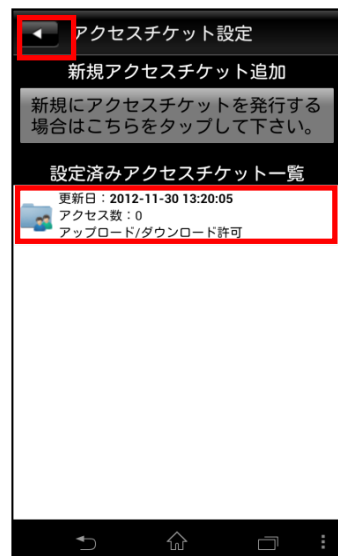 アクセスチケット設定
新規アクセスチケット追加
新規にアクセスチケットを発行する
場合はこちらをタップして下さい。
設定済みアクセスチケット一覧
更新日：2012-11-30 13:20:05
アクセス数：0
アップロード/ダウンロード許可